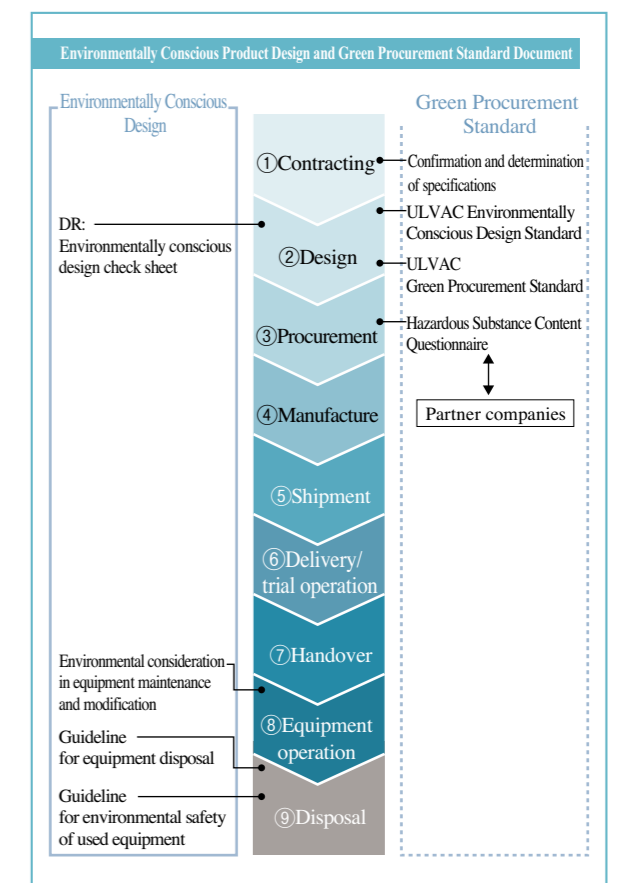 Environmentally Conscious Product Design and Green Procurement Standard Document
Environmentally Conscious
Design
Green Procurement
Standard
①Contracting
Confirmation and determination
of specifications
DR:
Environmentally conscious
design check sheet
②Design
ULVAC Environmentally
Conscious Design Standard
ULVAC
Green Procurement Standard
③Procurement
Hazardous Substance Content
Questionnaire
Partner companies
④Manufacture
⑤Shipment
⑥Delivery/
trial operation
⑦Handover
Environmental consideration
in equipment maintenance
and modification
⑧Equipment
operation
Guideline
for equipment disposal
Guideline
for environmental safety
of used equipment
⑨Disposal